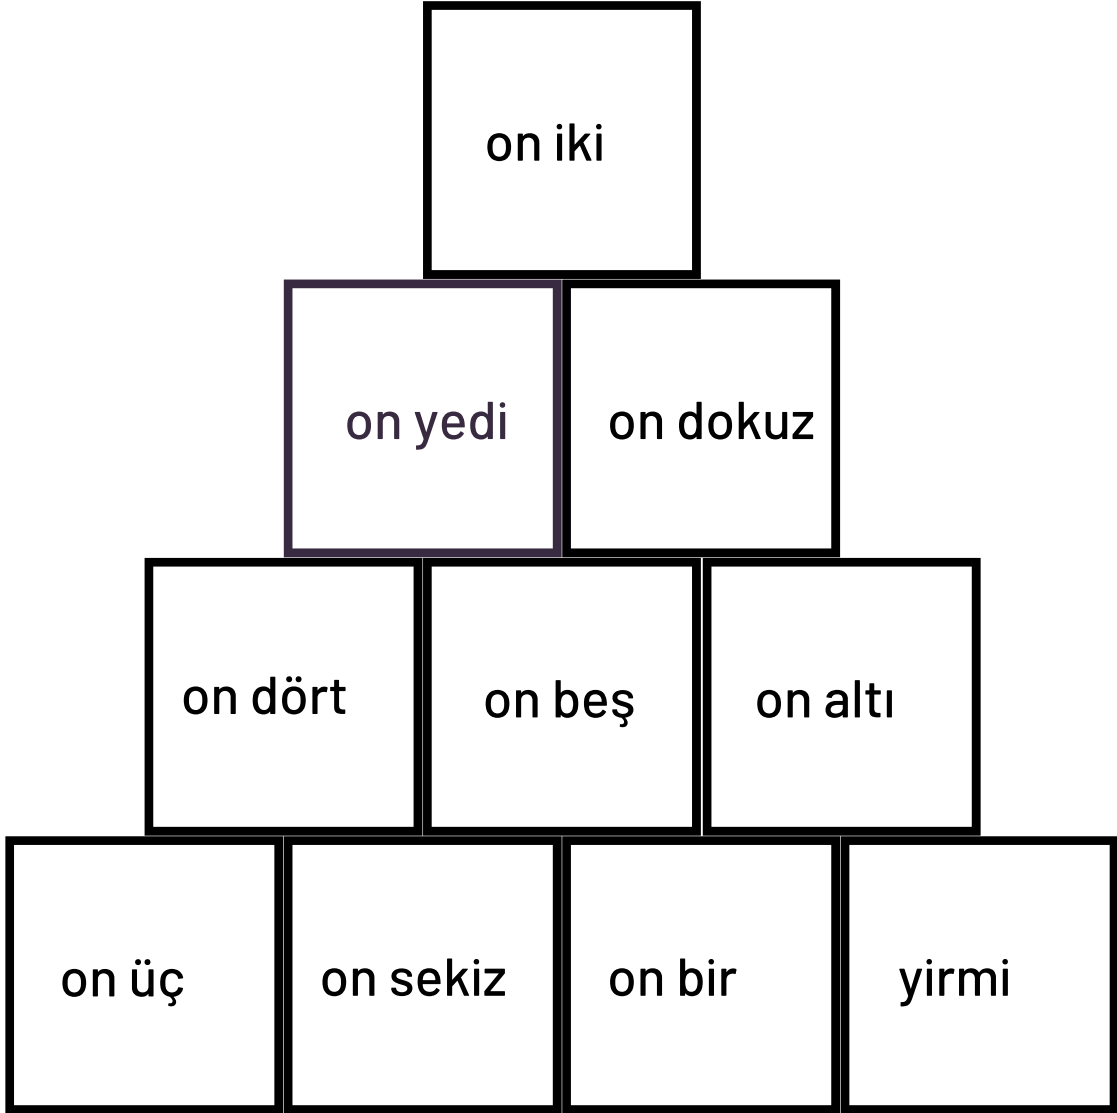 on iki
on yedi
on dokuz
on dört
on beş
on altı
on üç
on sekiz
on bir
yirmi